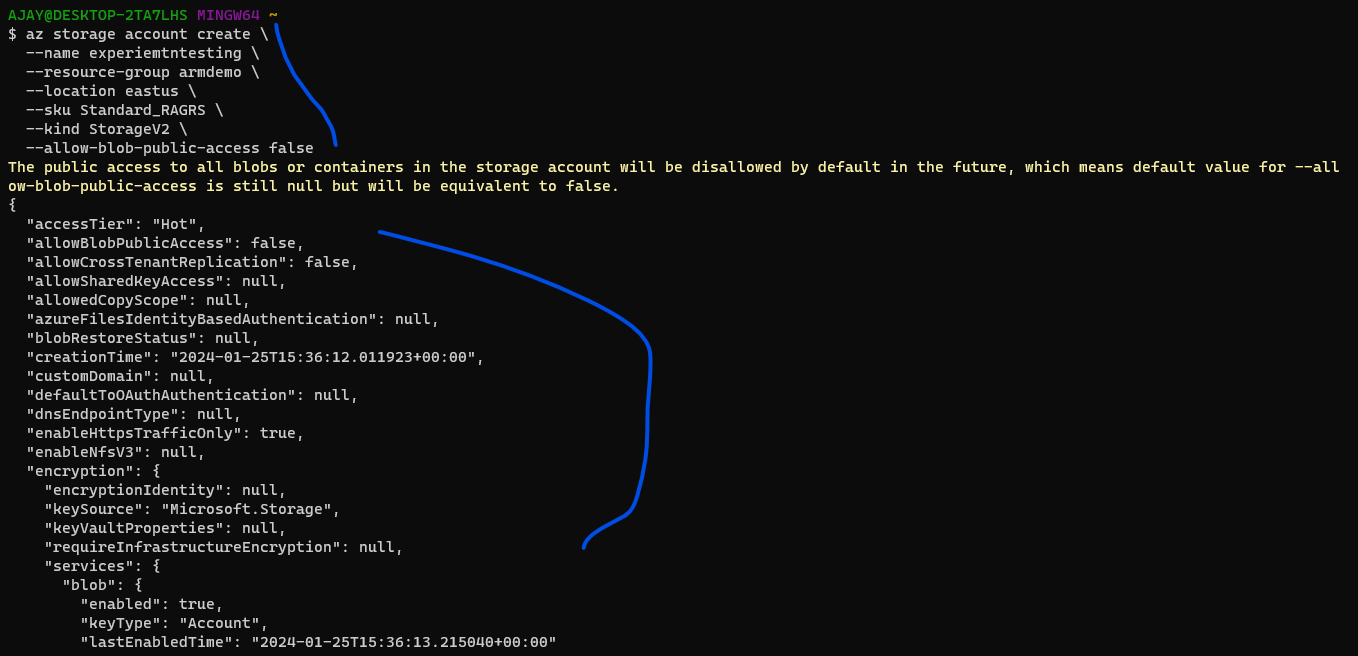 AJAY@DESKTOP-2TA7LHS MINGW64 ~
$ az storage account create \
--name experiemtntesting \
--resource-group armdemo \
--location eastus \
--sku Standard_RAGRS \
--kind StorageV2 \
--allow-blob-public-access false
The public access to all blobs or containers in the storage account will be disallowed by default in the future, which means default value for --all
ow-blob-public-access is still null but will be equivalent to false.
{
"accessTier": "Hot",
"allowBlobPublicAccess": false,
"allowCrossTenantReplication": false,
"allowSharedKeyAccess": null,
"allowedCopyScope": null,
"azureFilesIdentityBasedAuthentication": null,
"blobRestoreStatus": null,
"creationTime": "2024-01-25T15:36:12.011923+00:00",
"customDomain": null,
"defaultToOAuthAuthentication": null,
"dnsEndpointType": null,
"enableHttpsTrafficOnly": true,
"enableNfsV3": null,
"encryption": {
"encryptionIdentity": null,
"keySource": "Microsoft.Storage",
"keyVaultProperties": null,
"requireInfrastructureEncryption": null,
"services": {
"blob": {
"enabled": true,
"keyType": "Account",
"lastEnabledTime": "2024-01-25T15:36:13.215040+00:00"